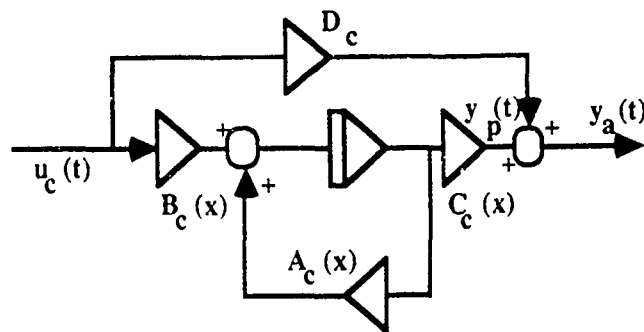 D_c
y_p(t)
y_a(t)
+
+
+
u_c(t)
+
B_c(x)
C_c(x)
A_c(x)